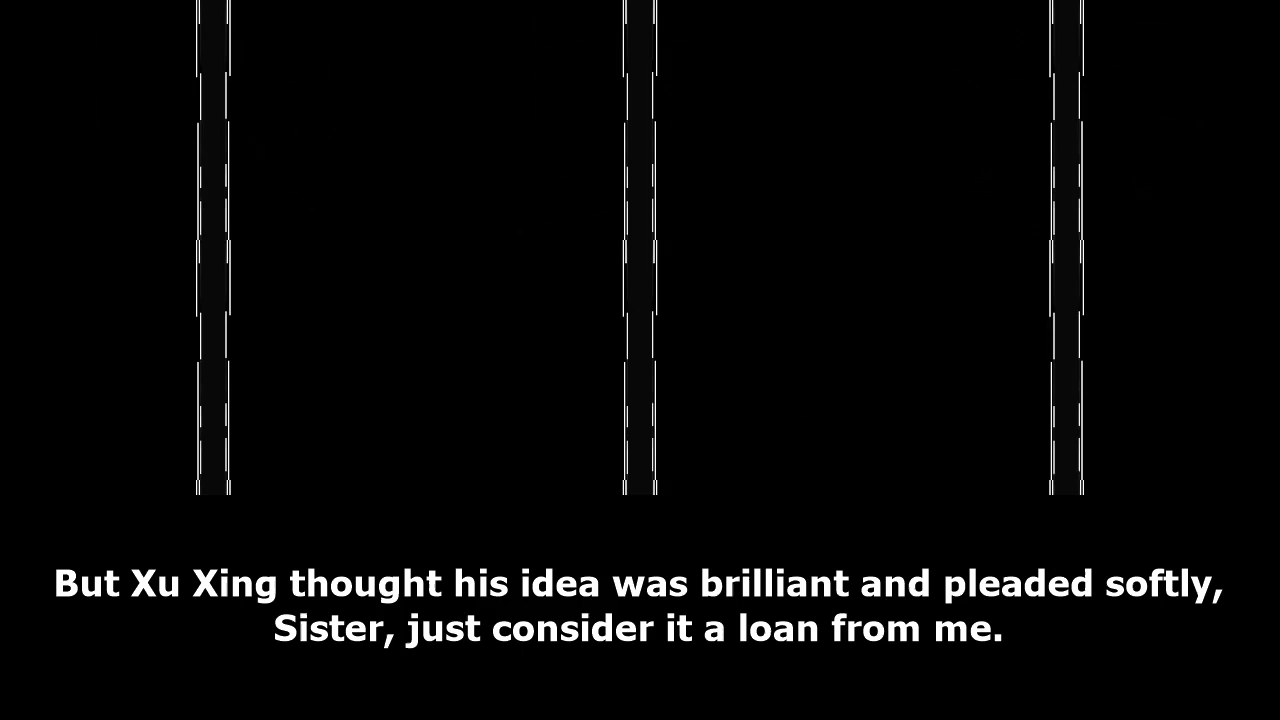 But Xu Xing thought his idea was brilliant and pleaded softly,
Sister, just consider it a loan from me.